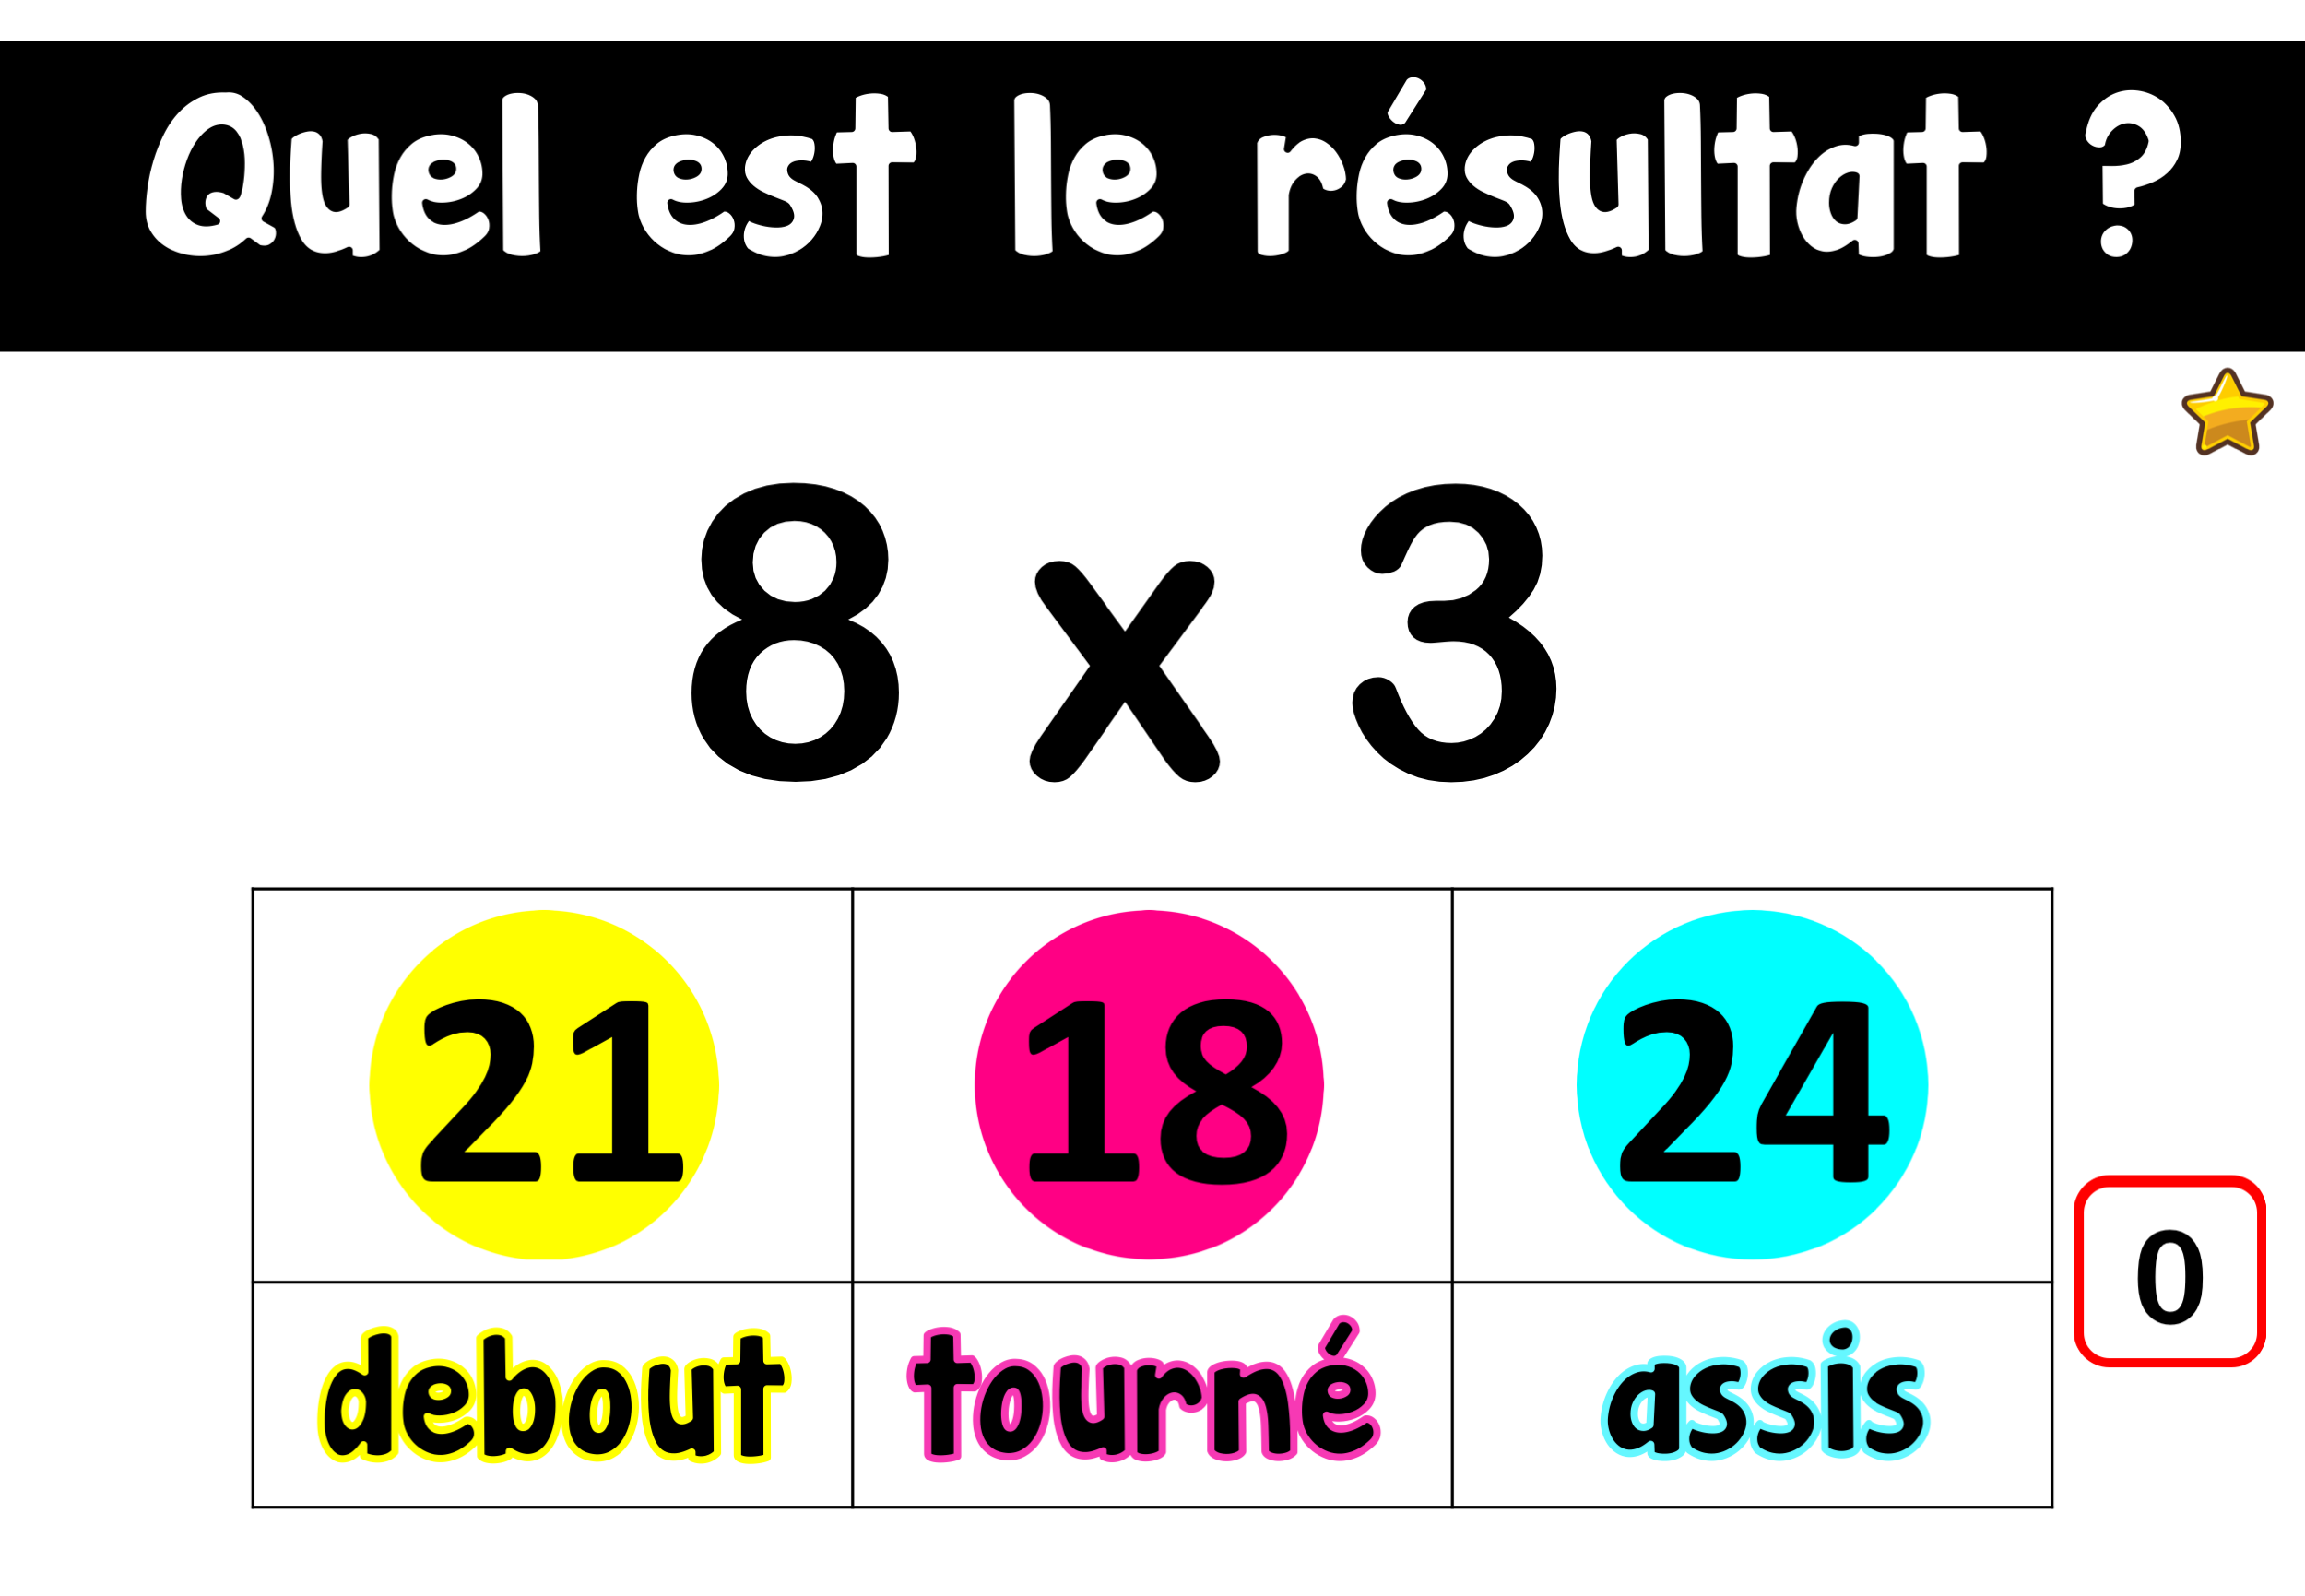 Quel est le résultat ?
8 x 3
21 18 24
0
debout tourné assis